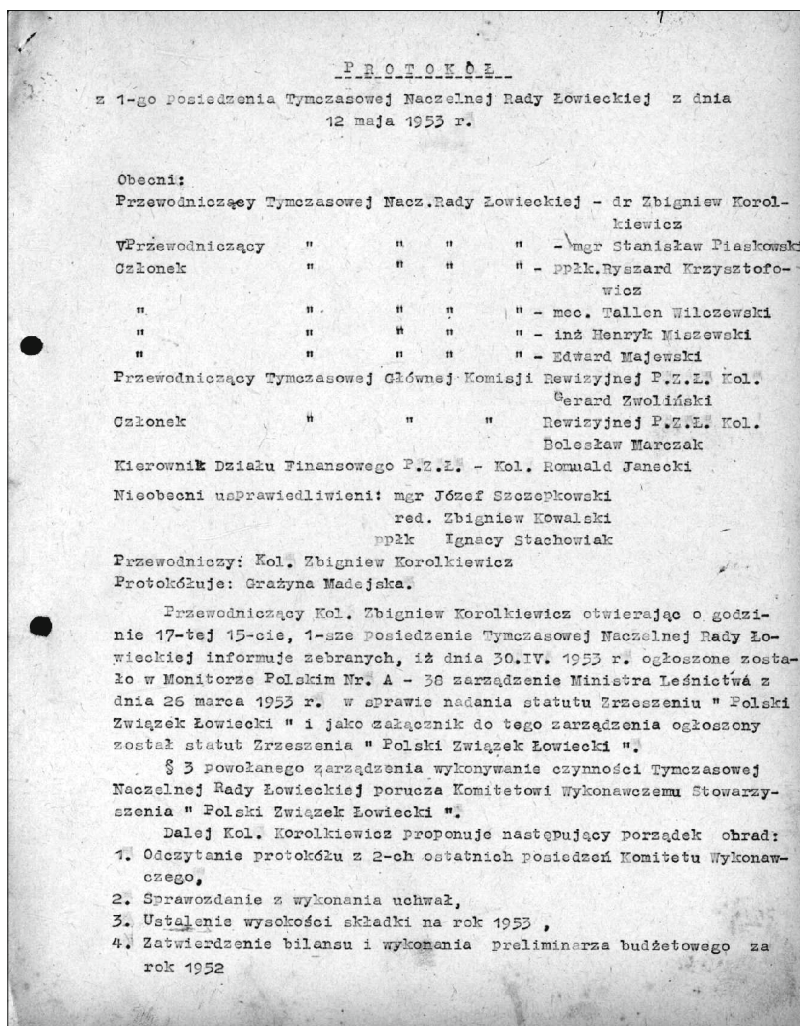 P R O T O K Ó Ł
z 1-go posiedzenia Tymczasowej Naczelnej Rady Łowieckiej z dnia
12 maja 1953 r.
Obecni:
Przewodniczący Tymczasowej Nacz.Rady Łowieckiej - dr Zbigniew Korol-
kiewicz
VPrzewodniczący " " " " - mgr Stanisław Piaskowski
Członek " " " " - ppłk.Ryszard Krzysztofo-
wicz
" " " " " - mec. Tallen Wilczewski
" " " " " - inż Henryk Miszewski
" " " " " - Edward Majewski
Przewodniczący Tymczasowej Głównej Komisji Rewizyjnej P.Z.Ł. Kol.
Gerard Zwoliński
Członek " " " Rewizyjnej P.Z.Ł. Kol.
Bolesław Marczak
Kierownik Działu Finansowego P.Z.Ł. - Kol. Romuald Janecki
Nieobecni usprawiedliwieni: mgr Józef Szczepkowski
red. Zbigniew Kowalski
ppłk Ignacy Stachowiak
Przewodniczy: Kol. Zbigniew Korolkiewicz
Protokółuje: Grażyna Madejska.
Przewodniczący Kol. Zbigniew Korolkiewicz otwierając o godzi-
nie 17-tej 15-cie, 1-sze posiedzenie Tymczasowej Naczelnej Rady Ło-
wieckiej informuje zebranych, iż dnia 30.IV. 1953 r. ogłoszone zosta-
ło w Monitorze Polskim Nr. A - 38 zarządzenie Ministra Leśnictwa z
dnia 26 marca 1953 r. w sprawie nadania statutu Zrzeszeniu " Polski
Związek Łowiecki " i jako załącznik do tego zarządzenia ogłoszony
został statut Zrzeszenia " Polski Związek Łowiecki ".
§ 3 powołanego zarządzenia wykonywanie czynności Tymczasowej
Naczelnej Rady Łowieckiej porucza Komitetowi Wykonawczemu Stowarzy-
szenia " Polski Związek Łowiecki ".
Dalej Kol. Korolkiewicz proponuje następujący porządek obrad:
1. Odczytanie protokółu z 2-ch ostatnich posiedzeń Komitetu Wykonaw-
czego,
2. Sprawozdanie z wykonania uchwał,
3. Ustalenie wysokości składki na rok 1953 ,
4. Zatwierdzenie bilansu i wykonania preliminarza budżetowego za
rok 1952